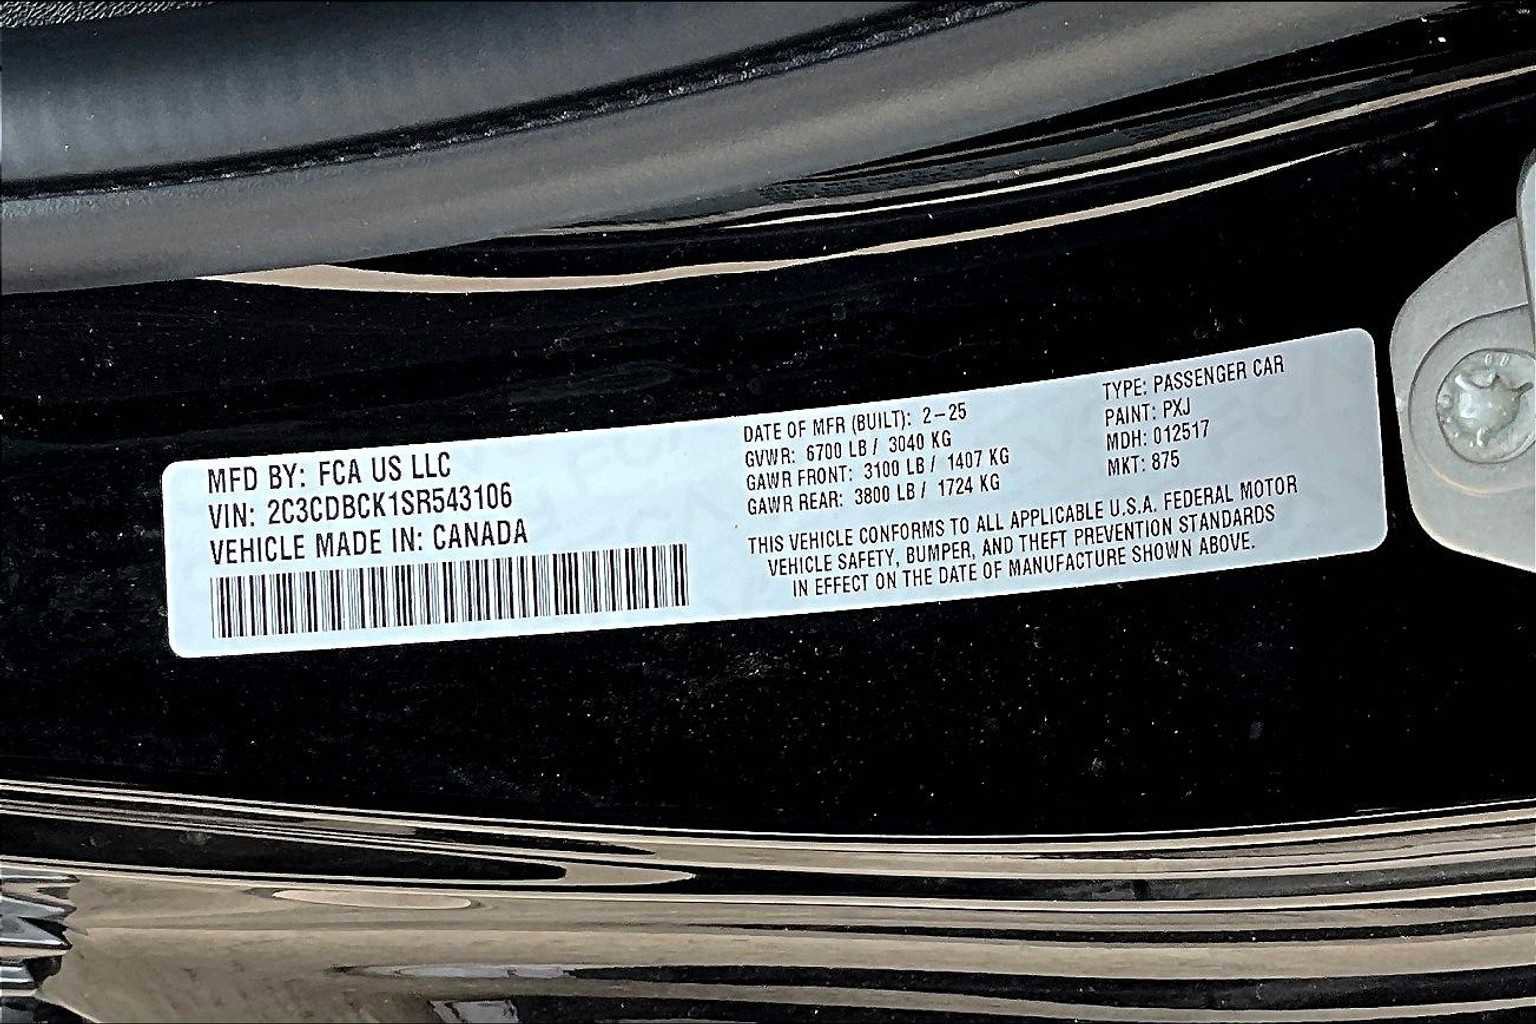 MFD BY: FCA US LLC
VIN: 2C3CDBCK1SR543106
VEHICLE MADE IN: CANADA
DATE OF MFR (BUILT): 2-25
GVWR: 6700 LB / 3040 KG
GAWR FRONT: 3100 LB / 1407 KG
GAWR REAR: 3800 LB / 1724 KG
TYPE: PASSENGER CAR
PAINT: PXJ
MDH: 012517
MKT: 875
THIS VEHICLE CONFORMS TO ALL APPLICABLE U.S.A. FEDERAL MOTOR
VEHICLE SAFETY, BUMPER, AND THEFT PREVENTION STANDARDS
IN EFFECT ON THE DATE OF MANUFACTURE SHOWN ABOVE.